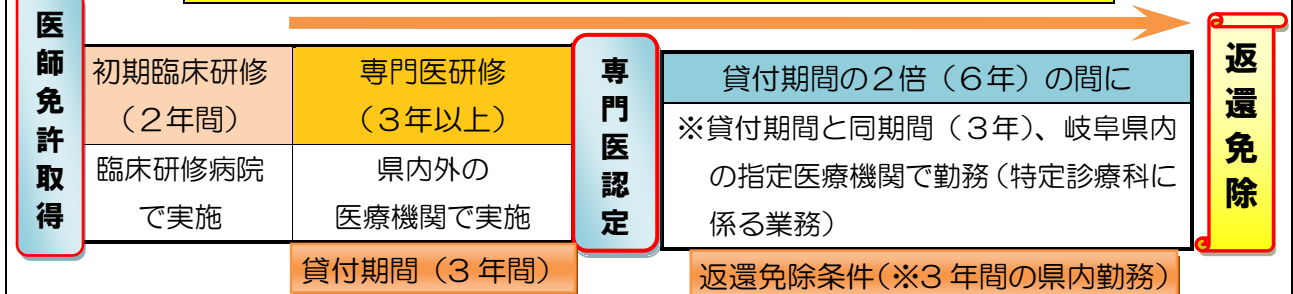 医師免許取得
初期臨床研修
（２年間）
臨床研修病院
で実施
専門医研修
（３年以上）
県内外の
医療機関で実施
貸付期間（３年間）
専門医認定
貸付期間の２倍（６年）の間に
※貸付期間と同期間（３年）、岐阜県内
の指定医療機関で勤務（特定診療科に
係る業務）
返還免除条件（※３年間の県内勤務）
返還免除